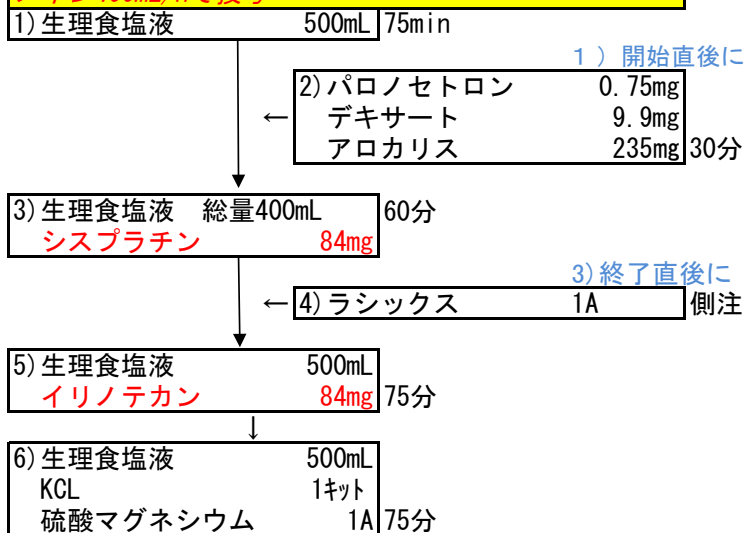 1)生理食塩液 500mL 75min
1）開始直後に
2)パロノセトロン 0.75mg
← デキサート 9.9mg
アロカリス 235mg 30分
3)生理食塩液 総量400mL 60分
シスプラチン 84mg
3)終了直後に
← 4)ラシックス 1A 側注
5)生理食塩液 500mL
イリノテカン 84mg 75分
↓
6)生理食塩液 500mL
KCL 1ｷｯﾄ
硫酸マグネシウム 1A 75分